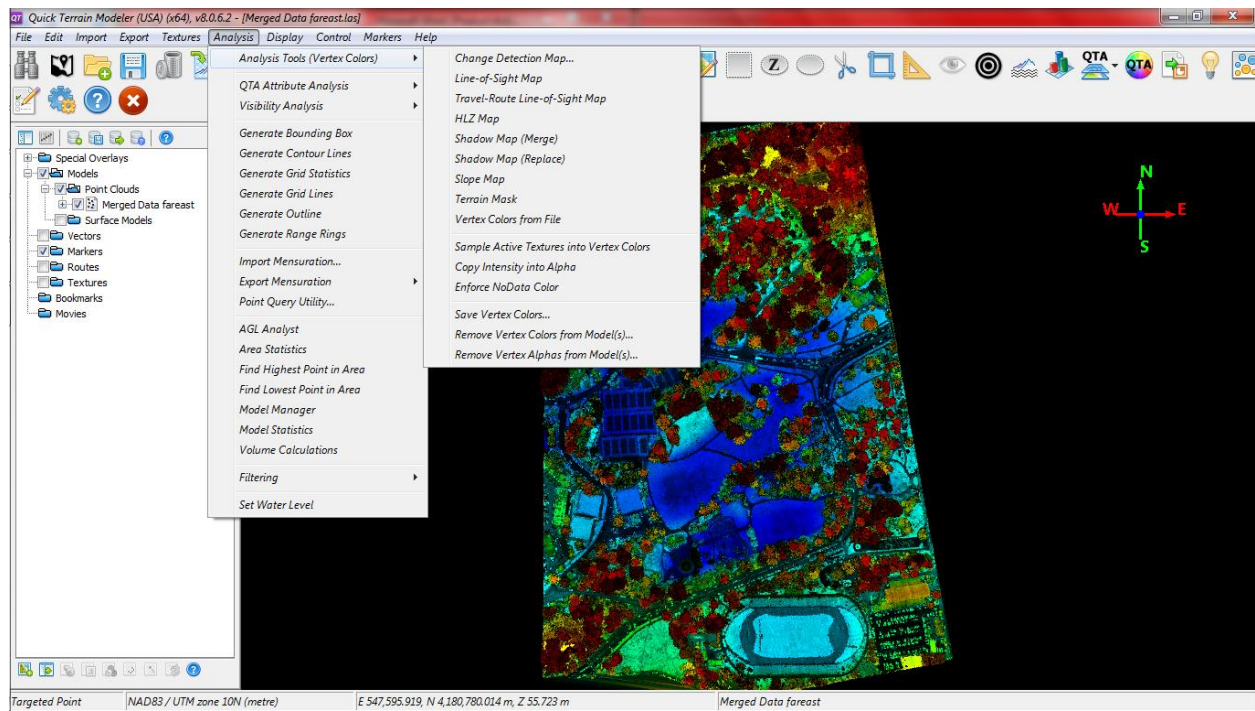 Quick Terrain Modeler (USA) (x64), v8.0.6.2 - [Merged Data fareast.las]
File Edit Import Export Textures Analysis Display Control Markers Help
Analysis Tools (Vertex Colors)
QTA Attribute Analysis
Visibility Analysis
Generate Bounding Box
Generate Contour Lines
Generate Grid Statistics
Generate Grid Lines
Generate Outline
Generate Range Rings
Import Mensuration...
Export Mensuration
Point Query Utility...
AGL Analyst
Area Statistics
Find Highest Point in Area
Find Lowest Point in Area
Model Manager
Model Statistics
Volume Calculations
Filtering
Set Water Level
Change Detection Map...
Line-of-Sight Map
Travel-Route Line-of-Sight Map
HLZ Map
Shadow Map (Merge)
Shadow Map (Replace)
Slope Map
Terrain Mask
Vertex Colors from File
Sample Active Textures into Vertex Colors
Copy Intensity into Alpha
Enforce NoData Color
Save Vertex Colors...
Remove Vertex Colors from Model(s)...
Remove Vertex Alphas from Model(s)...
Z
QTA
QTA
Special Overlays
Models
Point Clouds
Merged Data fareast
Surface Models
Vectors
Markers
Routes
Textures
Bookmarks
Movies
N
W E
S
Targeted Point NAD83 / UTM zone 10N (metre) E 547,595.919, N 4,180,780.014 m, Z 55.723 m Merged Data fareast